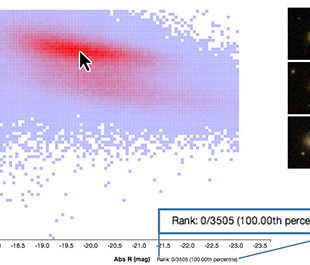 Rank: 0/3505 (100.00th perce
18.5 -19.0 -19.5 -20.0 -20.5 -21.0 -21.5 -22.0 -22.5 -23.0 -23.5
Abs R (mag) Rank: 0/3505 (100.00th percentile)